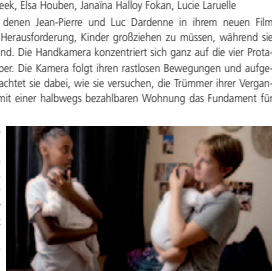 eek, Elsa Houben, Janaïna Halloy Fokan, Lucie Laruelle
denen Jean-Pierre und Luc Dardenne in ihrem neuen Film
Herausforderung, Kinder großziehen zu müssen, während sie
nd. Die Handkamera konzentriert sich ganz auf die vier Prota-
per. Die Kamera folgt ihren rastlosen Bewegungen und aufge-
achtet sie dabei, wie sie versuchen, die Trümmer ihrer Vergan-
mit einer halbwegs bezahlbaren Wohnung das Fundament für